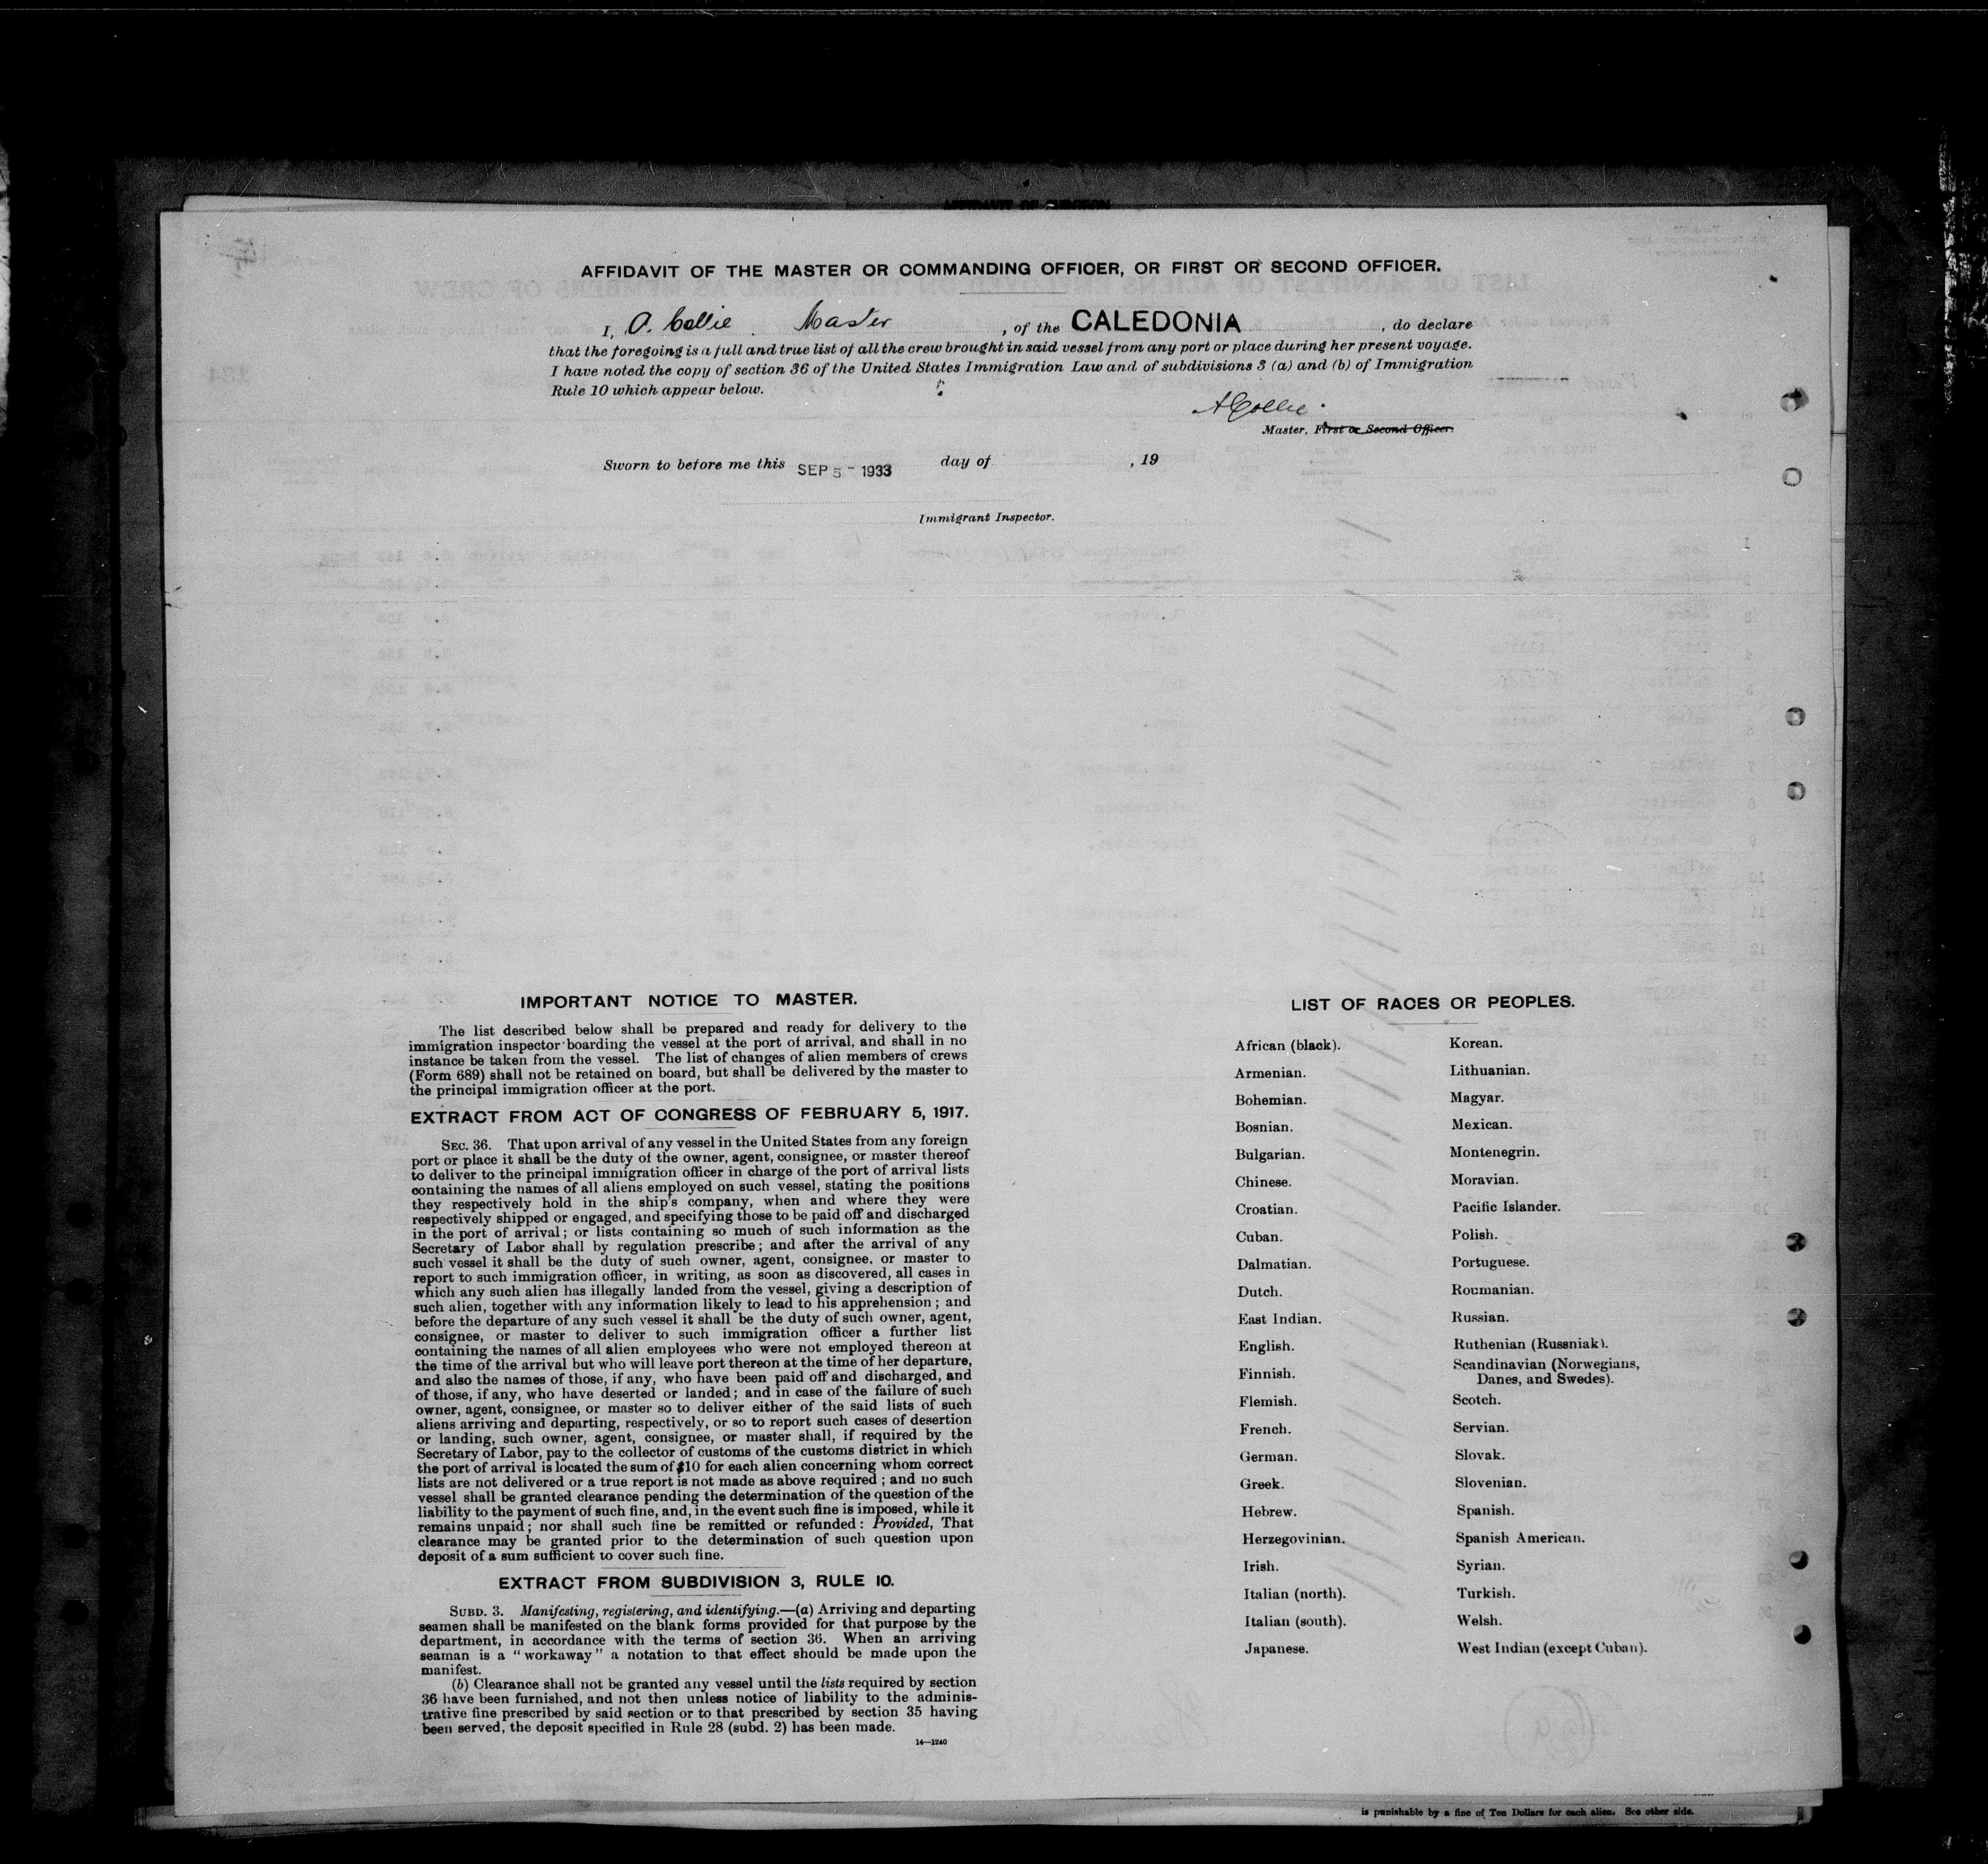 AFFIDAVIT OF THE MASTER OR COMMANDING OFFICER, OR FIRST OR SECOND OFFICER.
I, A. Collie Master, of the CALEDONIA, do declare
that the foregoing is a full and true list of all the crew brought in said vessel from any port or place during her present voyage.
I have noted the copy of section 36 of the United States Immigration Law and of subdivisions 3 (a) and (b) of Immigration
Rule 10 which appear below.
A Collie
Master, First or Second Officer.
Sworn to before me this SEP 5 - 1933 day of , 19
Immigrant Inspector.
IMPORTANT NOTICE TO MASTER.
The list described below shall be prepared and ready for delivery to the
immigration inspector boarding the vessel at the port of arrival, and shall in no
instance be taken from the vessel. The list of changes of alien members of crews
(Form 689) shall not be retained on board, but shall be delivered by the master to
the principal immigration officer at the port.
EXTRACT FROM ACT OF CONGRESS OF FEBRUARY 5, 1917.
SEC. 36. That upon arrival of any vessel in the United States from any foreign
port or place it shall be the duty of the owner, agent, consignee, or master thereof
to deliver to the principal immigration officer in charge of the port of arrival lists
containing the names of all aliens employed on such vessel, stating the positions
they respectively hold in the ship's company, when and where they were
respectively shipped or engaged, and specifying those to be paid off and discharged
in the port of arrival; or lists containing so much of such information as the
Secretary of Labor shall by regulation prescribe; and after the arrival of any
such vessel it shall be the duty of such owner, agent, consignee, or master to
report to such immigration officer, in writing, as soon as discovered, all cases in
which any such alien has illegally landed from the vessel, giving a description of
such alien, together with any information likely to lead to his apprehension; and
before the departure of any such vessel it shall be the duty of such owner, agent,
consignee, or master to deliver to such immigration officer a further list
containing the names of all alien employees who were not employed thereon at
the time of the arrival but who will leave port thereon at the time of her departure,
and also the names of those, if any, who have been paid off and discharged, and
of those, if any, who have deserted or landed; and in case of the failure of such
owner, agent, consignee, or master so to deliver either of the said lists of such
aliens arriving and departing, respectively, or so to report such cases of desertion
or landing, such owner, agent, consignee, or master shall, if required by the
Secretary of Labor, pay to the collector of customs of the customs district in which
the port of arrival is located the sum of $10 for each alien concerning whom correct
lists are not delivered or a true report is not made as above required; and no such
vessel shall be granted clearance pending the determination of the question of the
liability to the payment of such fine, and, in the event such fine is imposed, while it
remains unpaid; nor shall such fine be remitted or refunded: Provided, That
clearance may be granted prior to the determination of such question upon
deposit of a sum sufficient to cover such fine.
EXTRACT FROM SUBDIVISION 3, RULE 10.
SUBD. 3. Manifesting, registering, and identifying.—(a) Arriving and departing
seamen shall be manifested on the blank forms provided for that purpose by the
department, in accordance with the terms of section 36. When an arriving
seaman is a "workaway" a notation to that effect should be made upon the
manifest.
(b) Clearance shall not be granted any vessel until the lists required by section
36 have been furnished, and not then unless notice of liability to the adminis-
trative fine prescribed by said section or to that prescribed by section 35 having
been served, the deposit specified in Rule 28 (subd. 2) has been made.
14—1240
LIST OF RACES OR PEOPLES.
African (black).
Armenian.
Bohemian.
Bosnian.
Bulgarian.
Chinese.
Croatian.
Cuban.
Dalmatian.
Dutch.
East Indian.
English.
Finnish.
Flemish.
French.
German.
Greek.
Hebrew.
Herzegovinian.
Irish.
Italian (north).
Italian (south).
Japanese.
Korean.
Lithuanian.
Magyar.
Mexican.
Montenegrin.
Moravian.
Pacific Islander.
Polish.
Portuguese.
Roumanian.
Russian.
Ruthenian (Russniak).
Scandinavian (Norwegians,
Danes, and Swedes).
Scotch.
Servian.
Slovak.
Slovenian.
Spanish.
Spanish American.
Syrian.
Turkish.
Welsh.
West Indian (except Cuban).
is punishable by a fine of Ten Dollars for each alien. See other side.